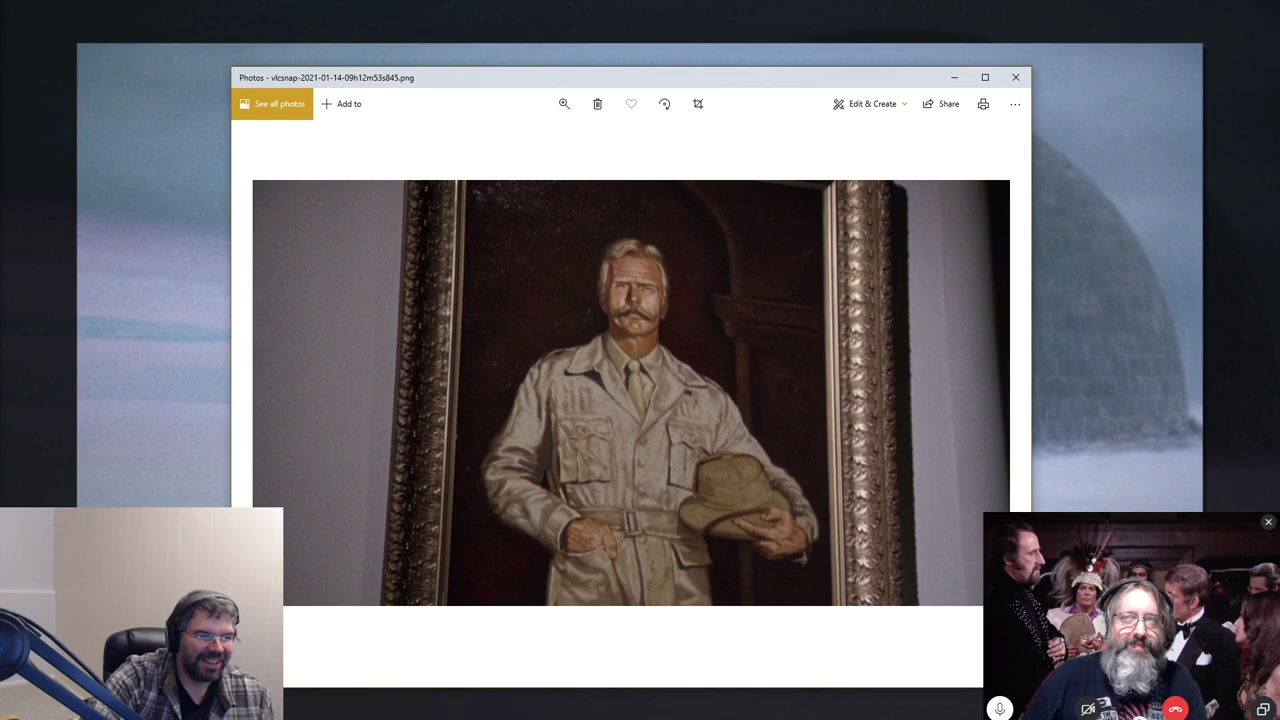 Photos - vlcsnap-2021-01-14-09h12m53s845.png
See all photos
Add to
Edit & Create
Share